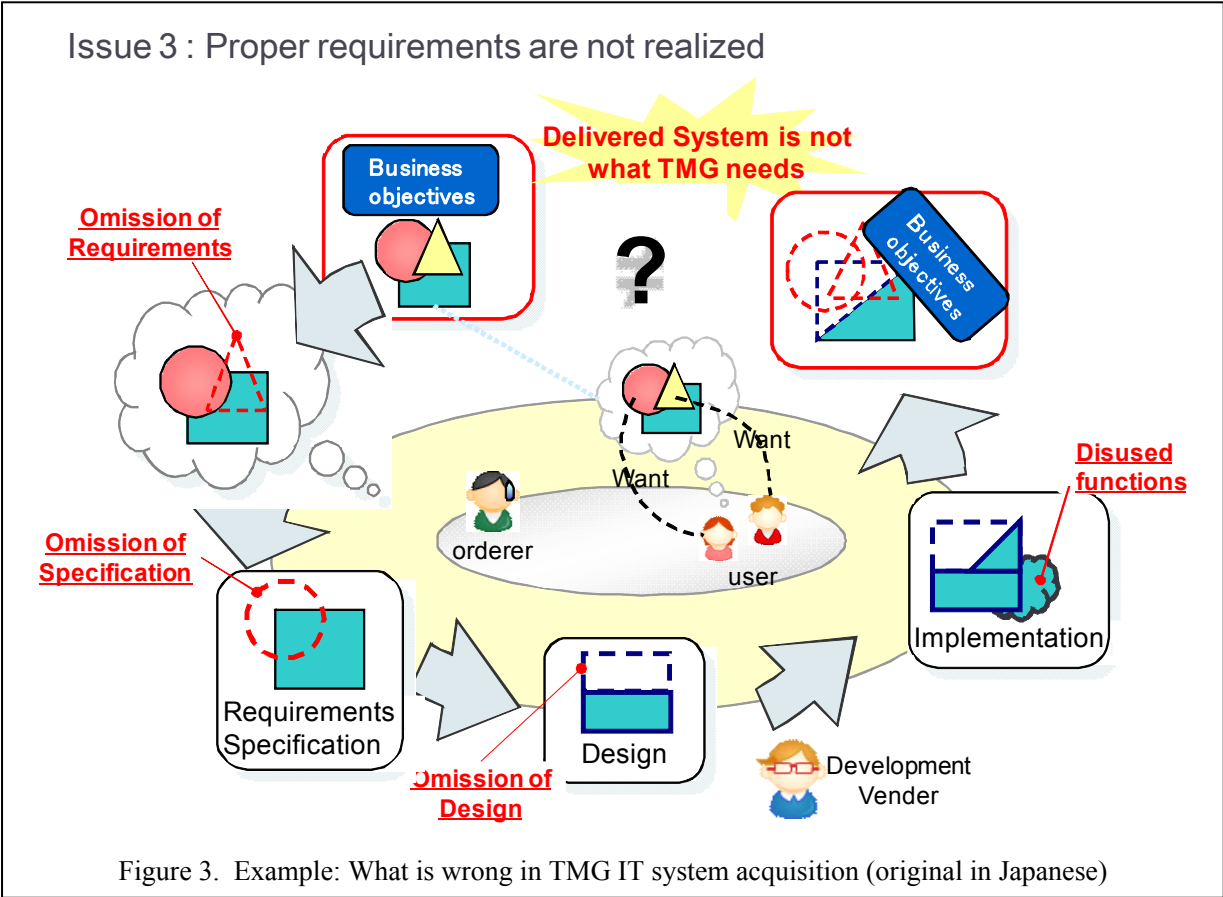 Issue 3 : Proper requirements are not realized
Delivered System is not
what TMG needs
Business
objectives
Omission of
Requirements
?
Business
objectives
Want
Want
Disused
functions
orderer
user
Omission of
Specification
Implementation
Requirements
Specification
Design
Omission of
Design
Development
Vender
Figure 3.  Example: What is wrong in TMG IT system acquisition (original in Japanese)